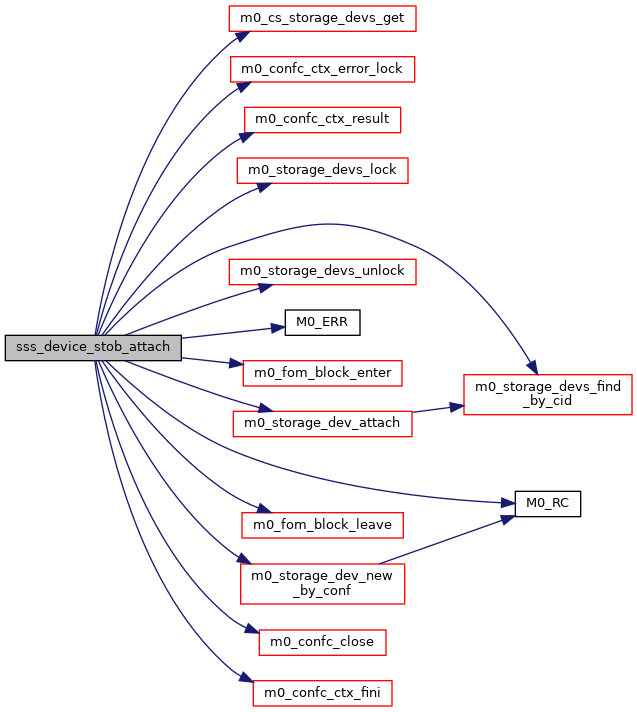 m0_cs_storage_devs_get
m0_confc_ctx_error_lock
m0_confc_ctx_result
m0_storage_devs_lock
m0_storage_devs_unlock
M0_ERR
sss_device_stob_attach
m0_fom_block_enter
m0_storage_devs_find
_by_cid
m0_storage_dev_attach
M0_RC
m0_fom_block_leave
m0_storage_dev_new
_by_conf
m0_confc_close
m0_confc_ctx_fini